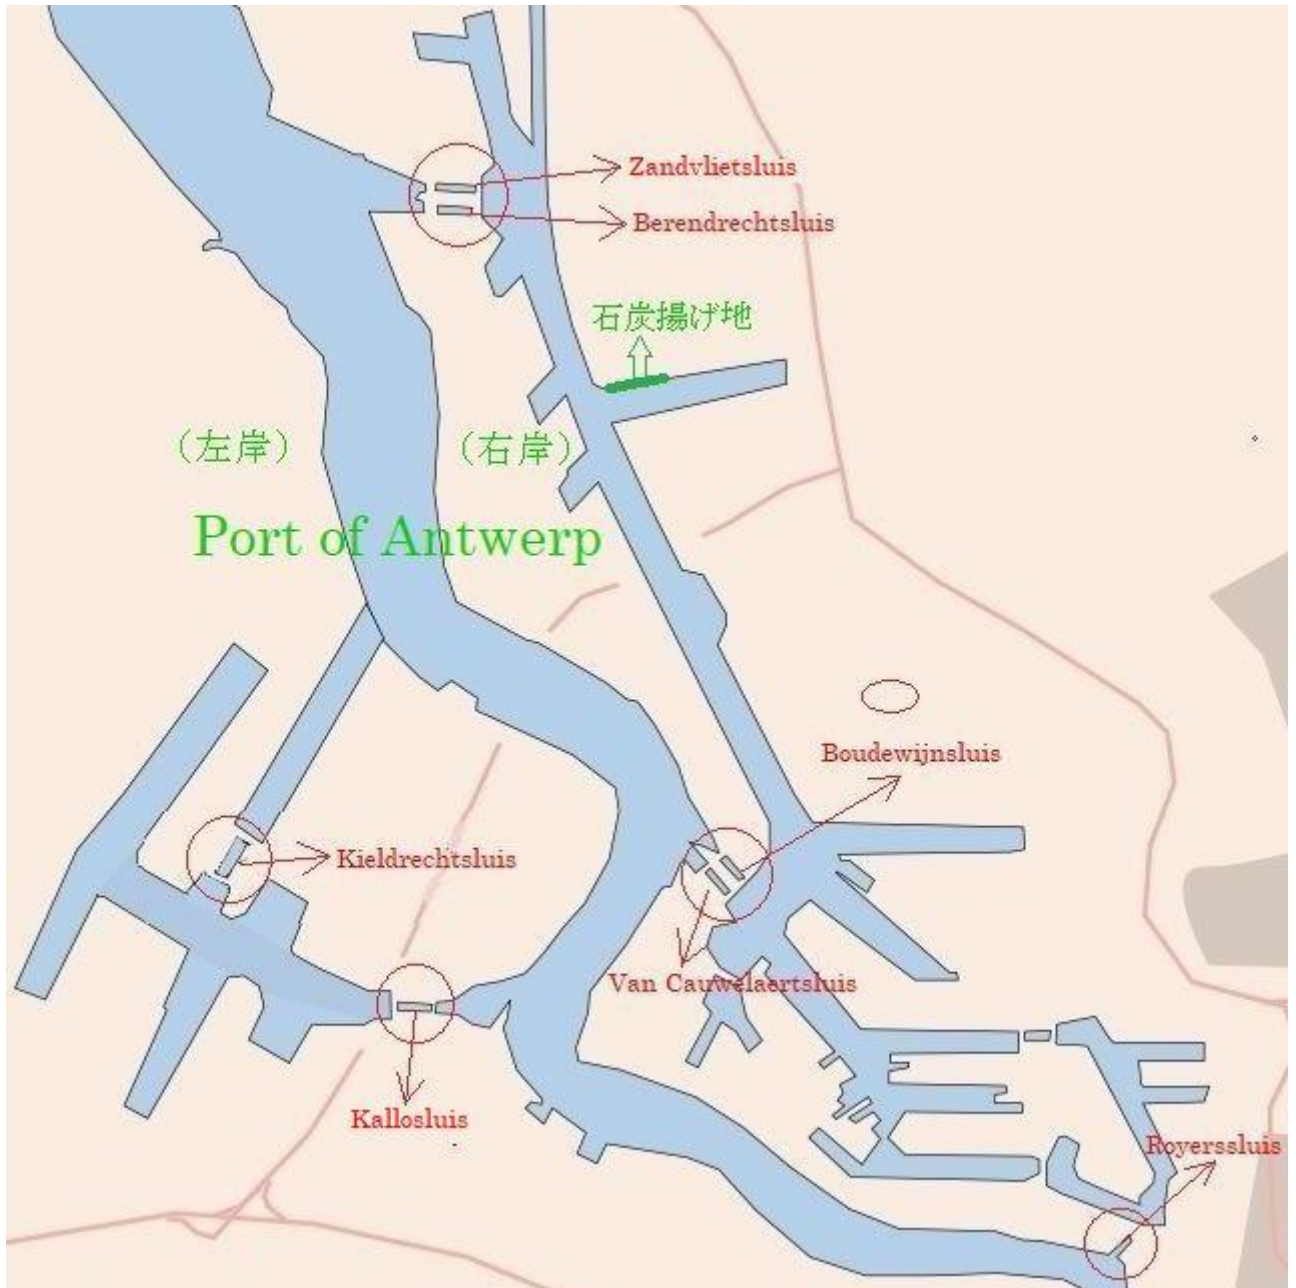 Zandvlietsluis
Berendrechtsluis
石炭揚げ地
（左岸）
（右岸）
Port of Antwerp
Boudewijnsluis
Kieldrechtsluis
Van Cauwelaertsluis
Kallosluis
Royerssluis